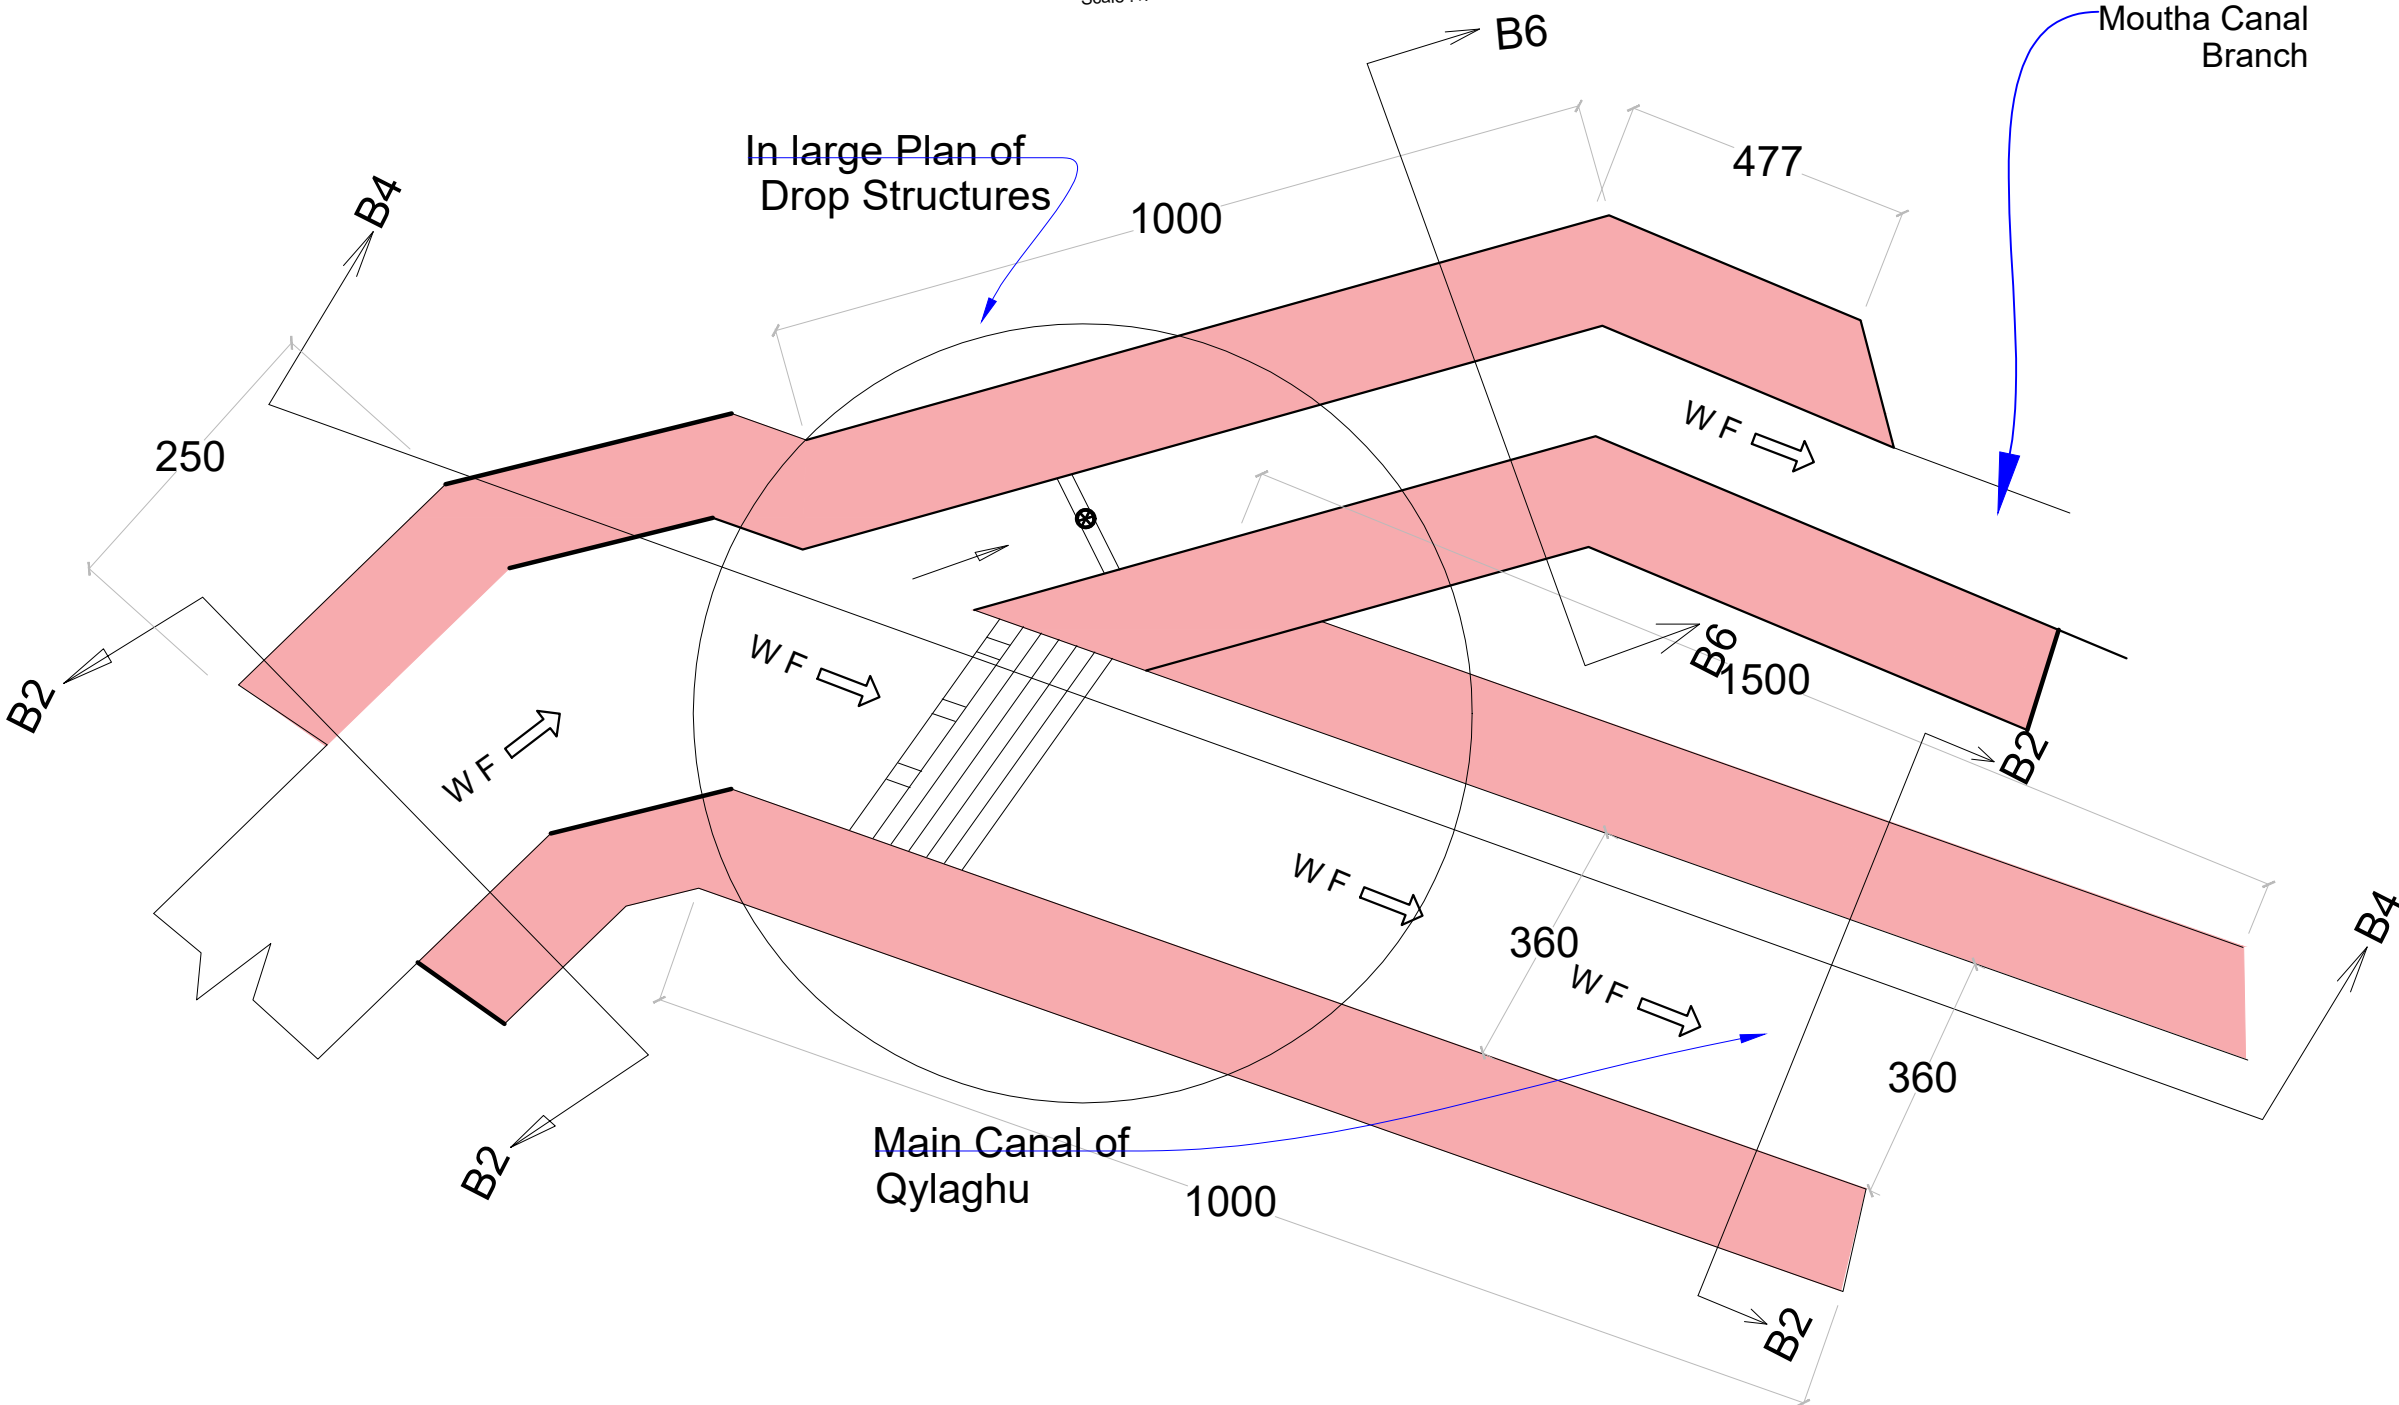 Moutha Canal
Branch
B6
477
In large Plan of
Drop Structures
1000
B4
250
W F
B6
1500
W F
B2
B2
W F
W F
360
W F
B4
360
Main Canal of
Qylaghu
B2
1000
B2